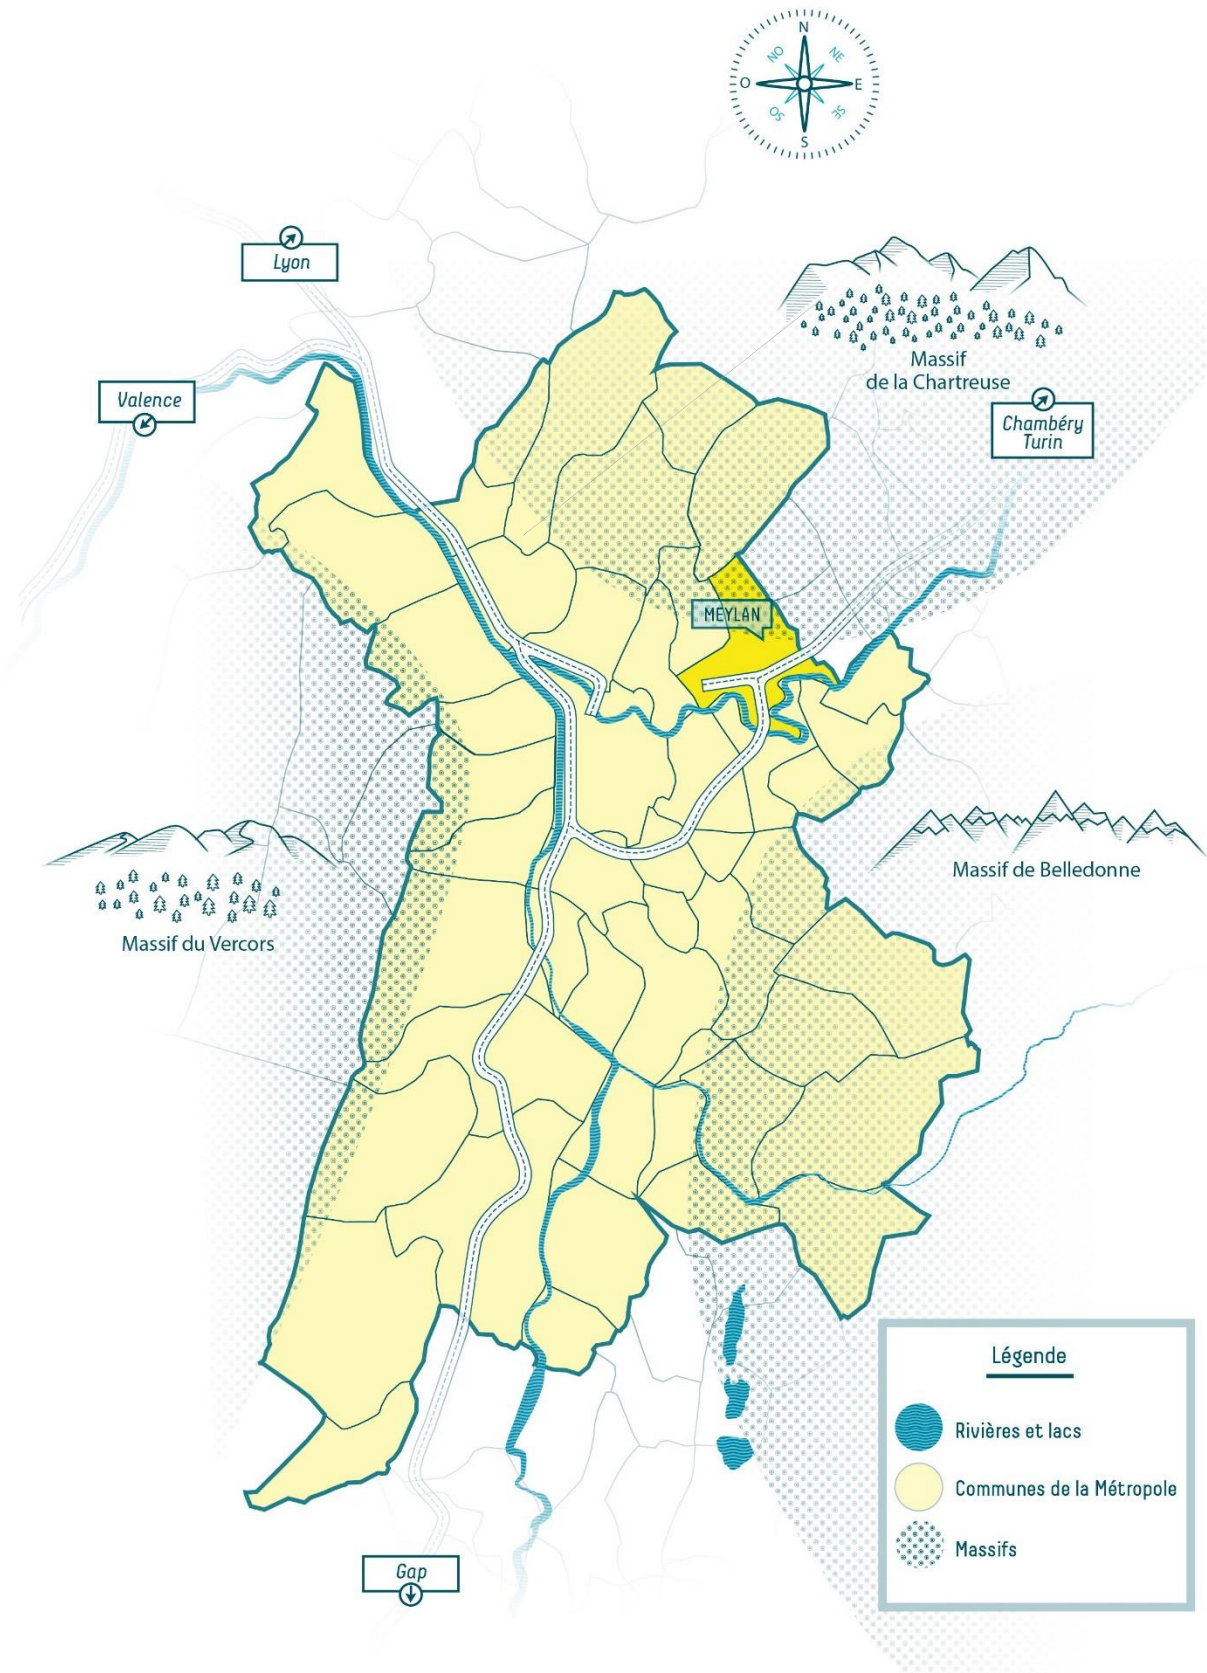 N
NO
NE
O
E
SO
SE
S
Lyon
Massif
de la Chartreuse
Valence
Chambéry
Turin
MEYLAN
Massif de Belledonne
Massif du Vercors
Légende
Rivières et lacs
Communes de la Métropole
Massifs
Gap